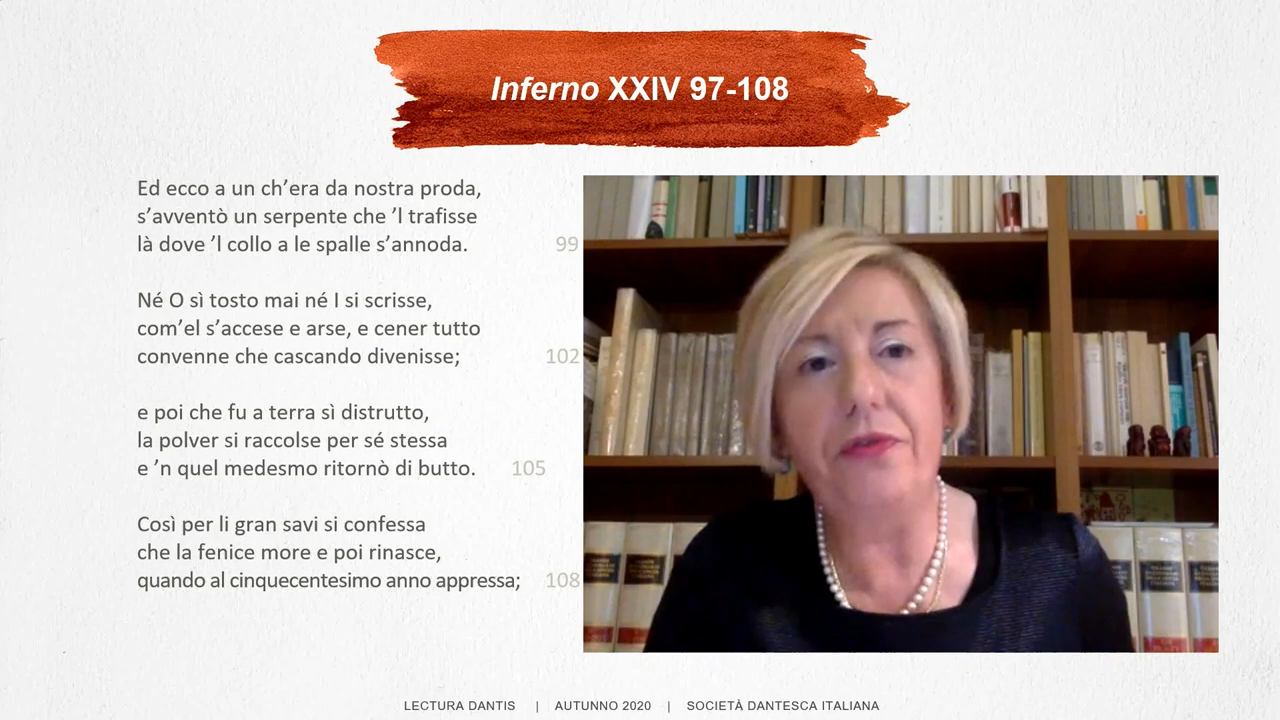 Inferno XXIV 97-108
Ed ecco a un ch’era da nostra proda,
s’avventò un serpente che ’l trafisse
là dove ’l collo a le spalle s’annoda. 99
Né O sì tosto mai né I si scrisse,
com’el s’accese e arse, e cener tutto
convenne che cascando divenisse; 102
e poi che fu a terra sì distrutto,
la polver si raccolse per sé stessa
e ’n quel medesmo ritornò di butto. 105
Così per li gran savi si confessa
che la fenice more e poi rinasce,
quando al cinquecentesimo anno appressa; 108
LECTURA DANTIS | AUTUNNO 2020 | SOCIETÀ DANTESCA ITALIANA